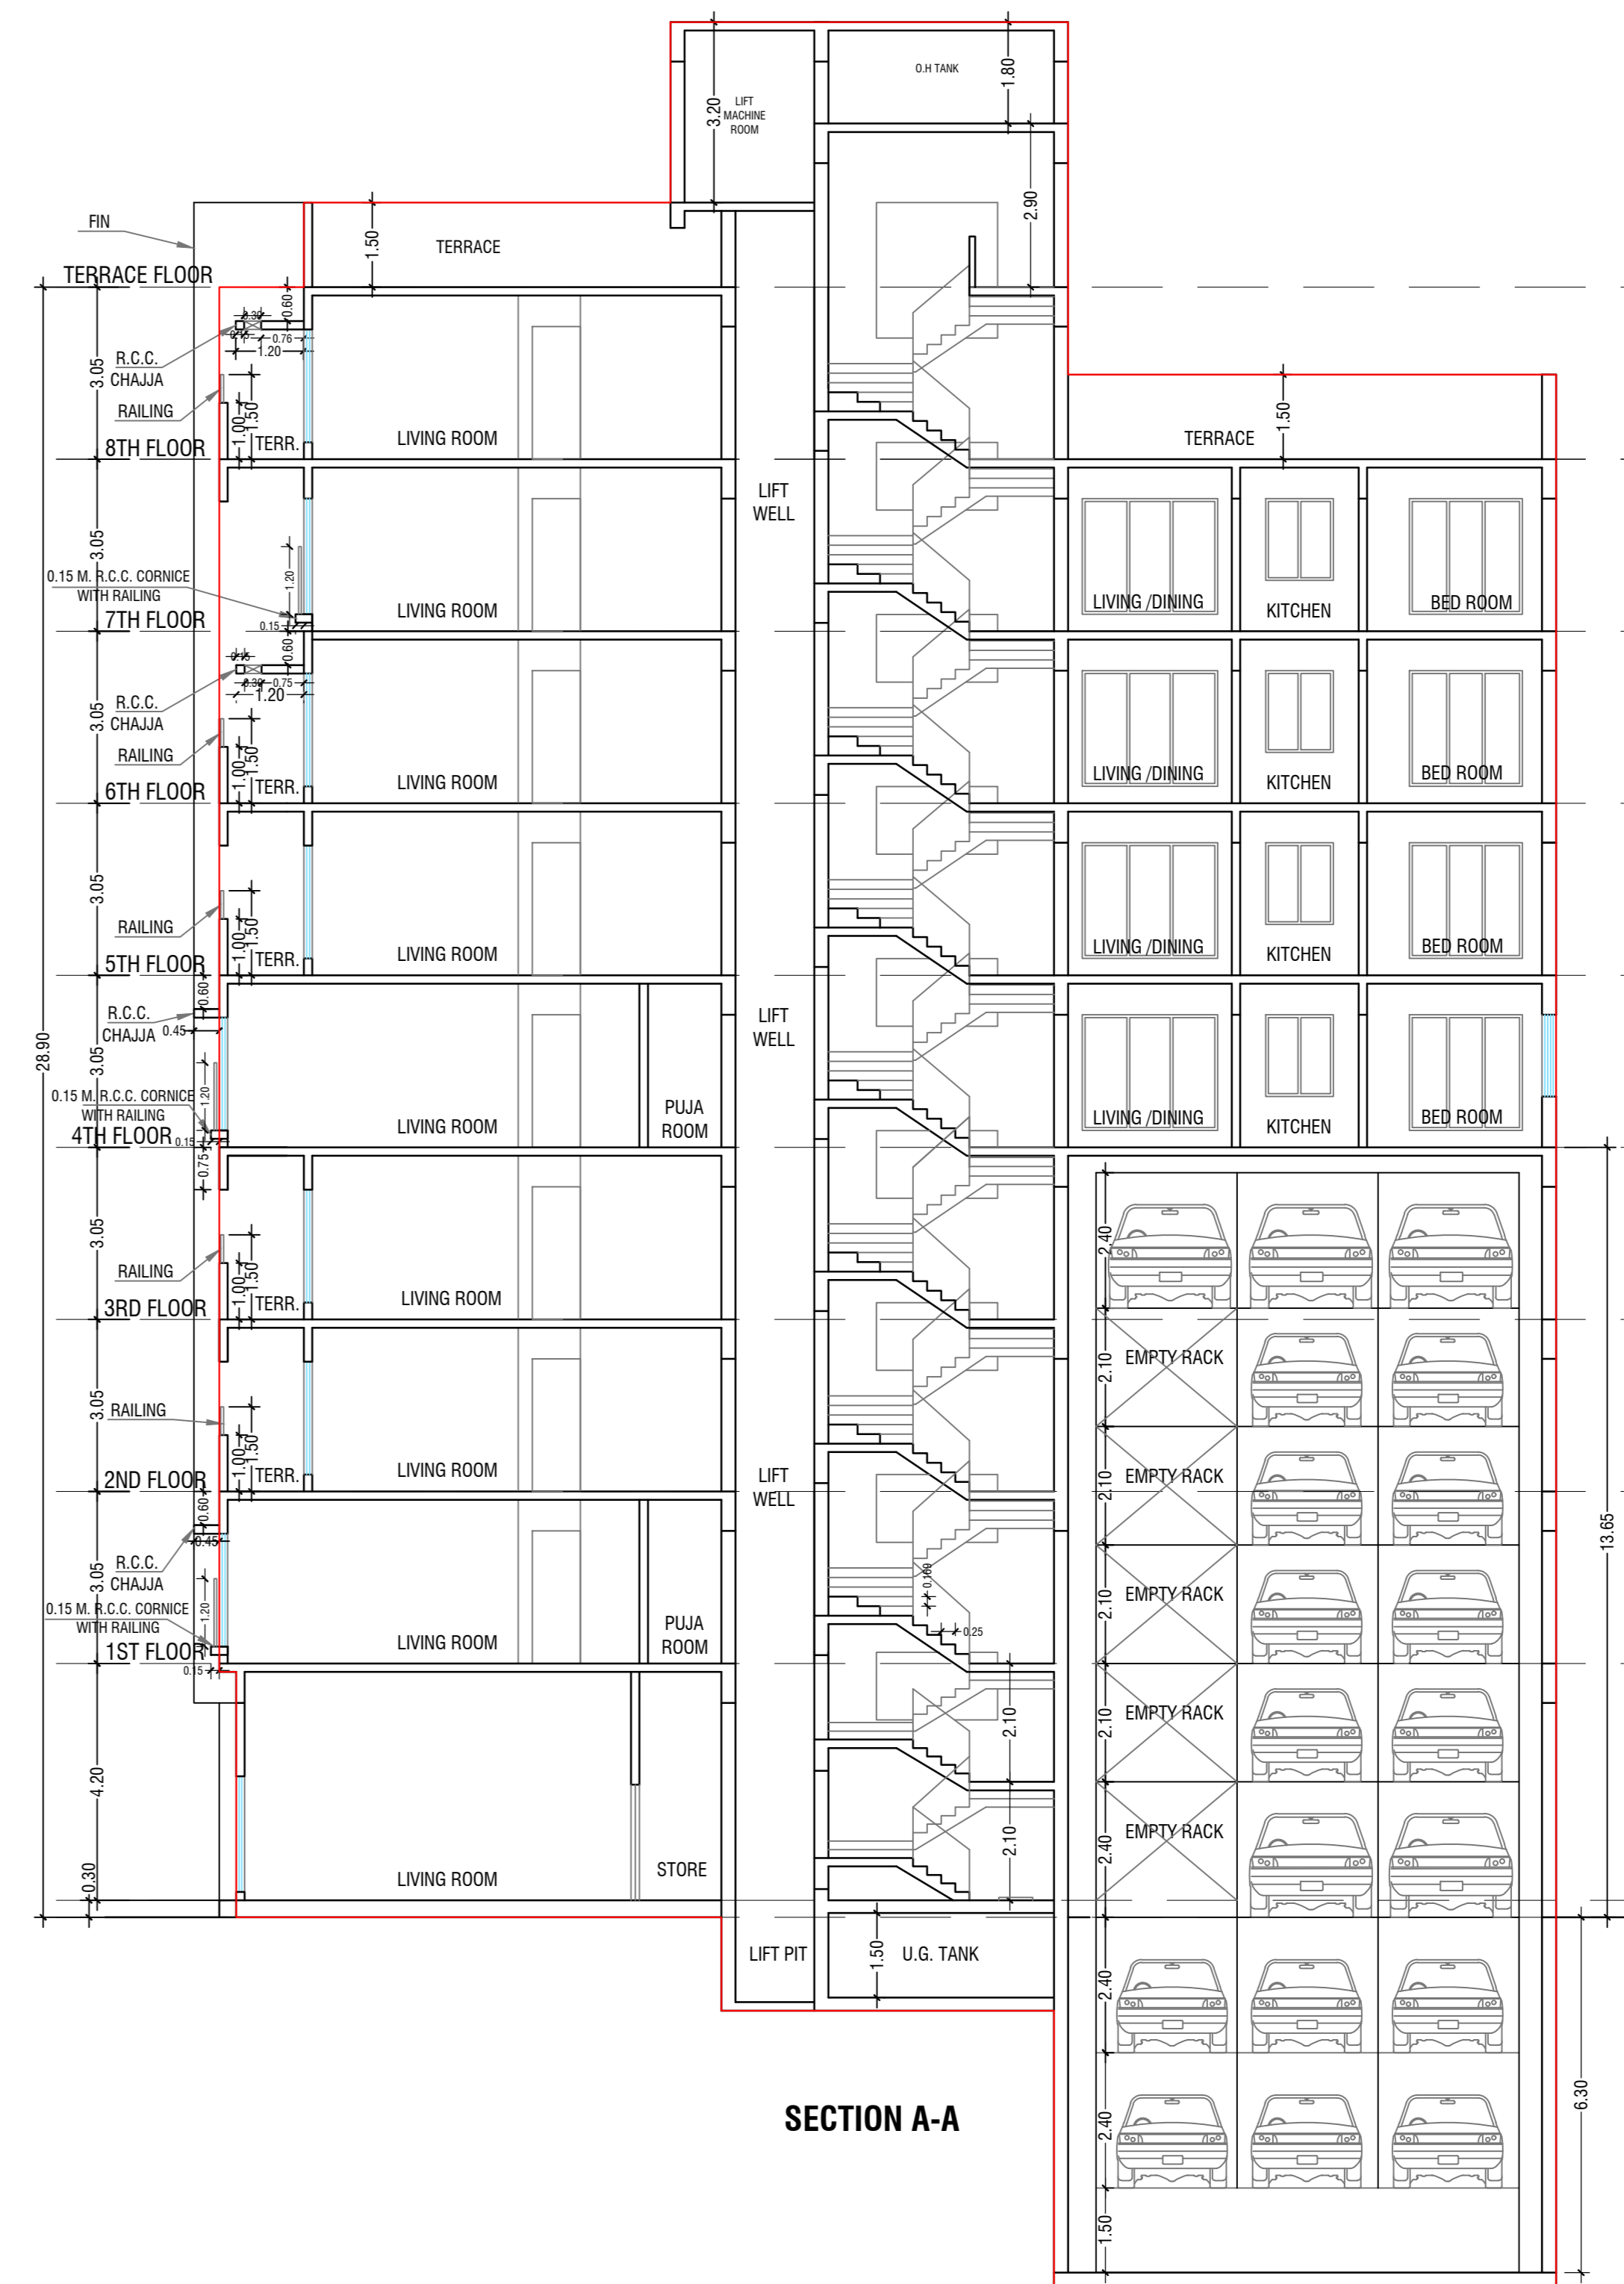 O.H TANK
1.80
3.20
LIFT
MACHINE
ROOM
2.90
FIN
1.50
TERRACE
TERRACE FLOOR
0.60
0.30
0.15
0.76
1.20
R.C.C.
CHAJJA
3.05
RAILING
1.00
1.50
TERR.
LIVING ROOM
8TH FLOOR
1.50
TERRACE
LIFT
WELL
3.05
0.15 M. R.C.C. CORNICE
WITH RAILING
1.20
0.15
7TH FLOOR
LIVING ROOM
LIVING /DINING
KITCHEN
BED ROOM
0.60
0.15
0.30
0.75
1.20
R.C.C.
CHAJJA
3.05
RAILING
1.00
1.50
TERR.
6TH FLOOR
LIVING ROOM
LIVING /DINING
KITCHEN
BED ROOM
3.05
RAILING
1.00
1.50
TERR.
5TH FLOOR
LIVING ROOM
LIVING /DINING
KITCHEN
BED ROOM
28.90
0.60
R.C.C.
CHAJJA
0.45
3.05
1.20
0.15 M. R.C.C. CORNICE
WITH RAILING
4TH FLOOR
0.15
LIVING ROOM
PUJA
ROOM
LIFT
WELL
LIVING /DINING
KITCHEN
BED ROOM
0.75
3.05
RAILING
1.00
1.50
TERR.
3RD FLOOR
LIVING ROOM
2.40
3.05
RAILING
1.00
1.50
TERR.
2ND FLOOR
LIVING ROOM
LIFT
WELL
EMPTY RACK
2.10
EMPTY RACK
2.10
13.65
0.60
0.45
R.C.C.
CHAJJA
3.05
1.20
0.15 M. R.C.C. CORNICE
WITH RAILING
1ST FLOOR
0.15
LIVING ROOM
PUJA
ROOM
0.169
0.25
EMPTY RACK
2.10
EMPTY RACK
2.10
2.10
4.20
EMPTY RACK
2.40
2.10
0.30
LIVING ROOM
STORE
LIFT PIT
1.50
U.G. TANK
2.40
2.40
6.30
1.50
SECTION A-A